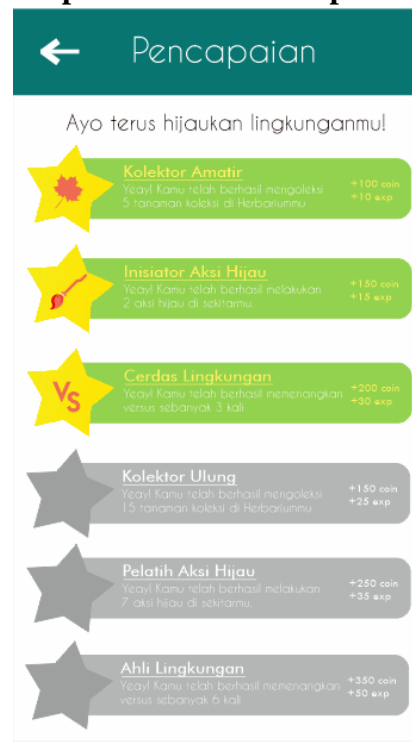 Pencapaian
Ayo terus hijaukan lingkunganmu!
Kolektor Amatir
Yeay! Kamu telah berhasil mengoleksi
5 tanaman koleksi di Herbariummu
+100 coin
+10 exp
Inisiator Aksi Hijau
Yeay! Kamu telah berhasil melakukan
2 aksi hijau di sekitarmu.
+150 coin
+15 exp
VS
Cerdas Lingkungan
Yeay! Kamu telah berhasil memenangkan
versus sebanyak 3 kali
+200 coin
+30 exp
Kolektor Ulung
Yeay! Kamu telah berhasil mengoleksi
15 tanaman koleksi di Herbariummu
+150 coin
+25 exp
Pelatih Aksi Hijau
Yeay! Kamu telah berhasil melakukan
7 aksi hijau di sekitarmu.
+250 coin
+35 exp
Ahli Lingkungan
Yeay! Kamu telah berhasil memenangkan
versus sebanyak 6 kali
+350 coin
+50 exp